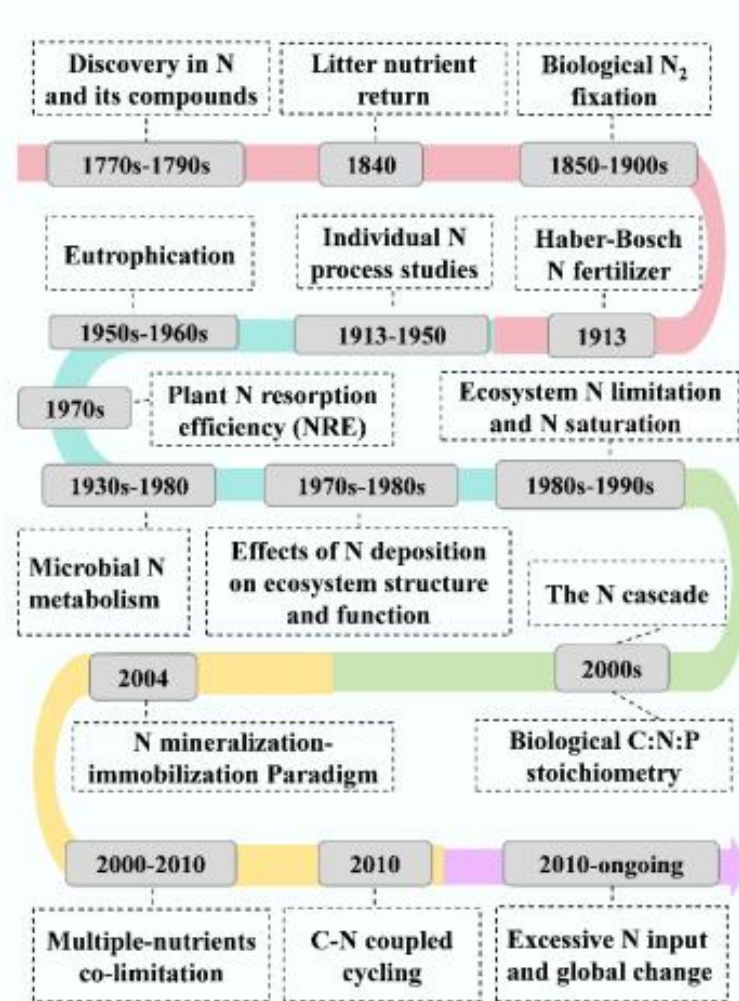 Discovery in N
and its compounds
Litter nutrient
return
Biological N₂
fixation
1770s-1790s
1840
1850-1900s
Eutrophication
Individual N
process studies
Haber-Bosch
N fertilizer
1950s-1960s
1913-1950
1913
1970s
Plant N resorption
efficiency (NRE)
Ecosystem N limitation
and N saturation
1930s-1980
1970s-1980s
1980s-1990s
Microbial N
metabolism
Effects of N deposition
on ecosystem structure
and function
The N cascade
2004
2000s
N mineralization-
immobilization Paradigm
Biological C:N:P
stoichiometry
2000-2010
2010
2010-ongoing
Multiple-nutrients
co-limitation
C-N coupled
cycling
Excessive N input
and global change